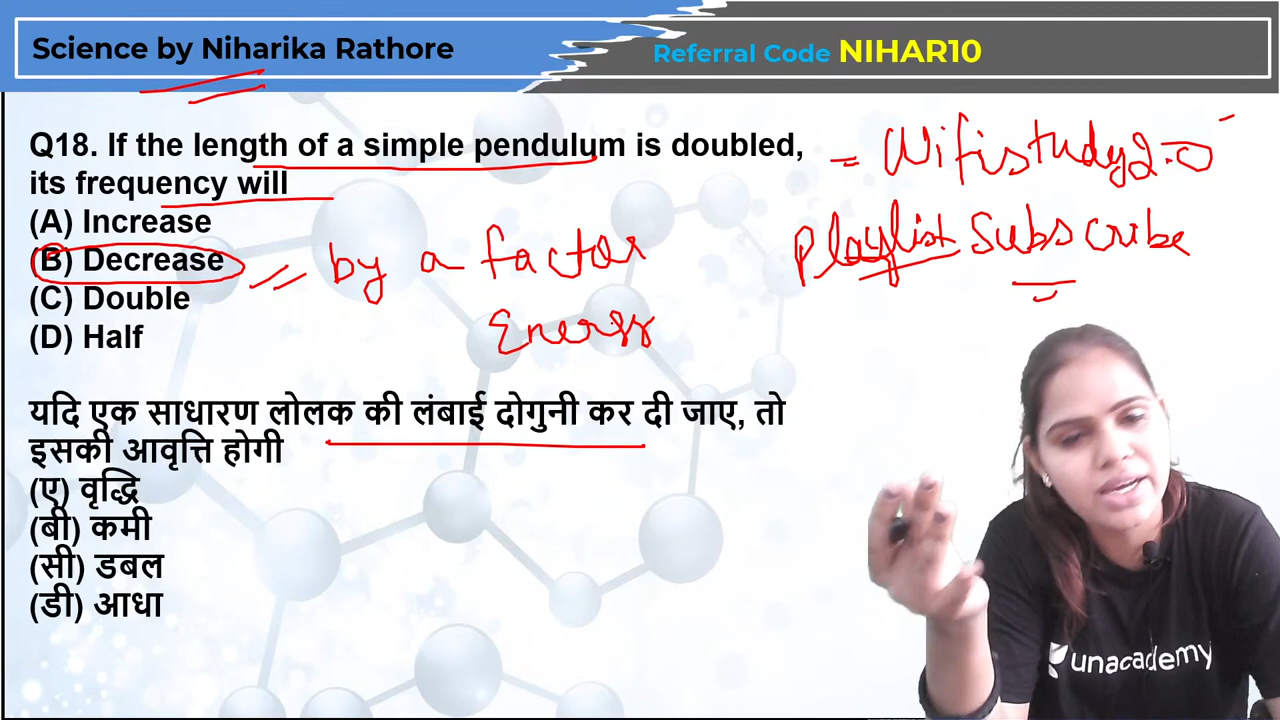 Science by Niharika Rathore
Referral Code NIHAR10
Q18. If the length of a simple pendulum is doubled,
its frequency will
(A) Increase
(B) Decrease
(C) Double
(D) Half
= Wifistudy2.0
Playlist Subscribe
by a factor
Energy
यदि एक साधारण लोलक की लंबाई दोगुनी कर दी जाए, तो
इसकी आवृत्ति होगी
(ए) वृद्धि
(बी) कमी
(सी) डबल
(डी) आधा
unacademy